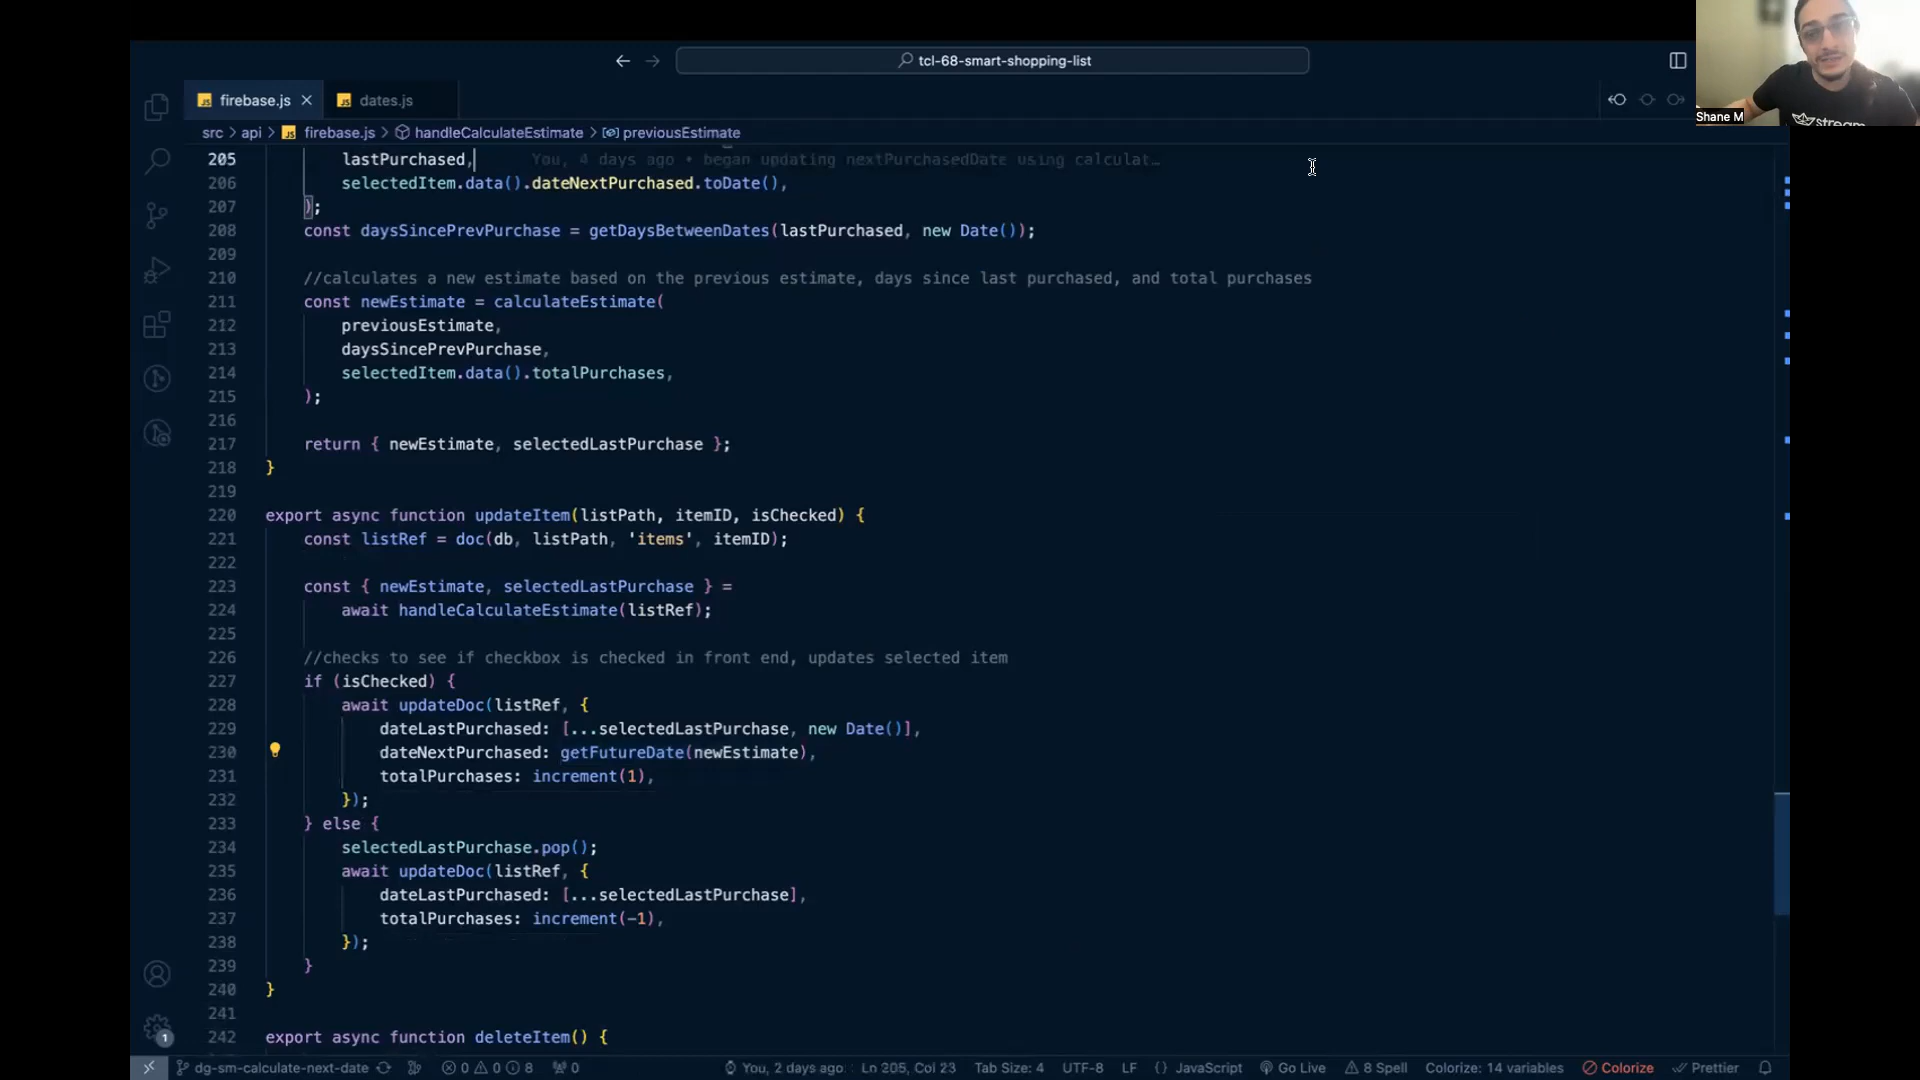 tcl-68-smart-shopping-list
firebase.js
dates.js
src > api > firebase.js > handleCalculateEstimate > previousEstimate
205 lastPurchased, You, 4 days ago • began updating nextPurchasedDate using calculat…
206 selectedItem.data().dateNextPurchased.toDate(),
207 );
208 const daysSincePrevPurchase = getDaysBetweenDates(lastPurchased, new Date());
209
210 //calculates a new estimate based on the previous estimate, days since last purchased, and total purchases
211 const newEstimate = calculateEstimate(
212 previousEstimate,
213 daysSincePrevPurchase,
214 selectedItem.data().totalPurchases,
215 );
216
217 return { newEstimate, selectedLastPurchase };
218 }
219
220 export async function updateItem(listPath, itemID, isChecked) {
221 const listRef = doc(db, listPath, 'items', itemID);
222
223 const { newEstimate, selectedLastPurchase } =
224 await handleCalculateEstimate(listRef);
225
226 //checks to see if checkbox is checked in front end, updates selected item
227 if (isChecked) {
228 await updateDoc(listRef, {
229 dateLastPurchased: [...selectedLastPurchase, new Date()],
230 dateNextPurchased: getFutureDate(newEstimate),
231 totalPurchases: increment(1),
232 });
233 } else {
234 selectedLastPurchase.pop();
235 await updateDoc(listRef, {
236 dateLastPurchased: [...selectedLastPurchase],
237 totalPurchases: increment(-1),
238 });
239 }
240 }
241
242 export async function deleteItem() {
1
dg-sm-calculate-next-date 0 0 8 0 You, 2 days ago Ln 205, Col 23 Tab Size: 4 UTF-8 LF {} JavaScript Go Live 8 Spell Colorize: 14 variables Colorize Prettier
Shane M
stream